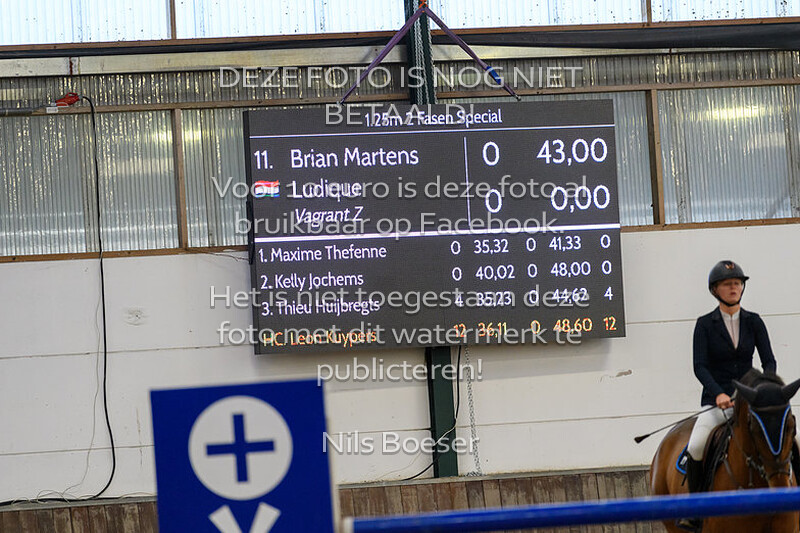 DEZE FOTO IS NOG NIET
BETAALD!
1.25m 2 Fasen Special
11. Brian Martens 0 43,00
Ludique 0 0,00
Vagrant Z
Voor 1 euro is deze foto al
bruikbaar op Facebook.
1. Maxime Thefenne 0 35,32 0 41,33 0
2. Kelly Jochems 0 40,02 0 48,00 0
3. Thieu Huijbregts 4 35,23 0 44,62 4
HC. Leon Kuypers 12 36,11 0 48,60 12
Het is niet toegestaan deze
foto met dit watermerk te
publiceren!
Nils Boeser